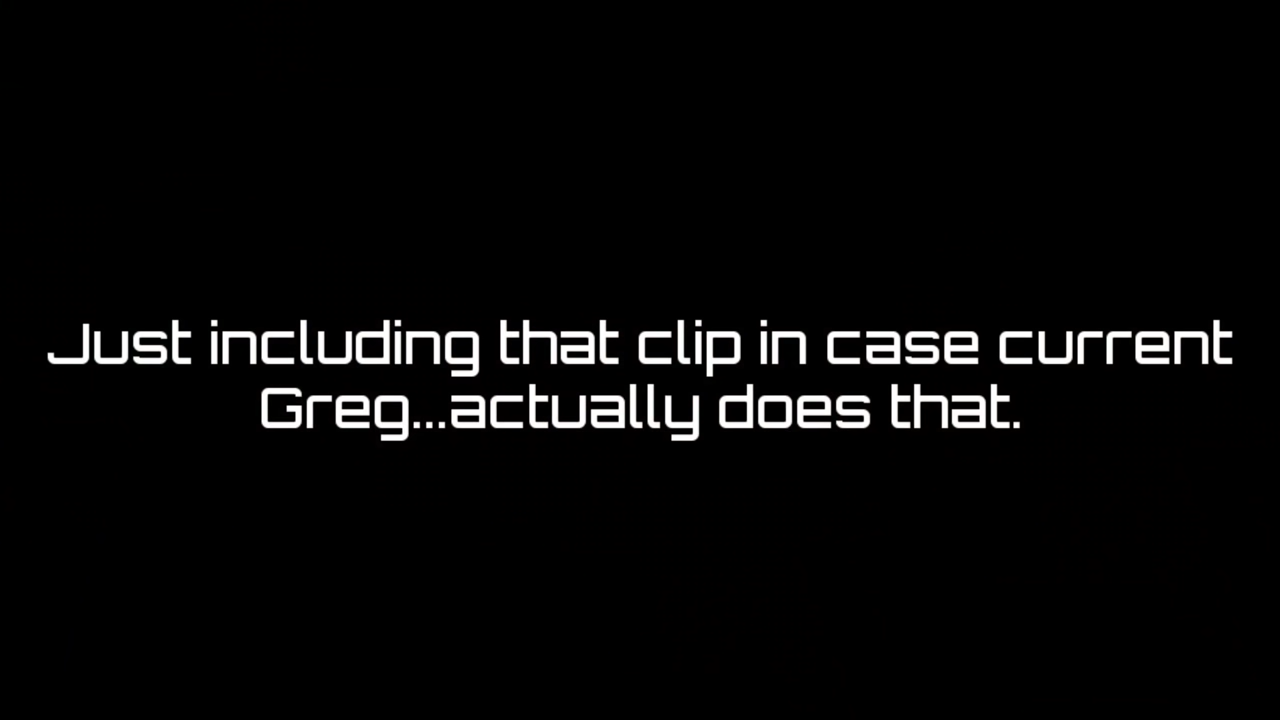 Just including that clip in case current
Greg...actually does that.